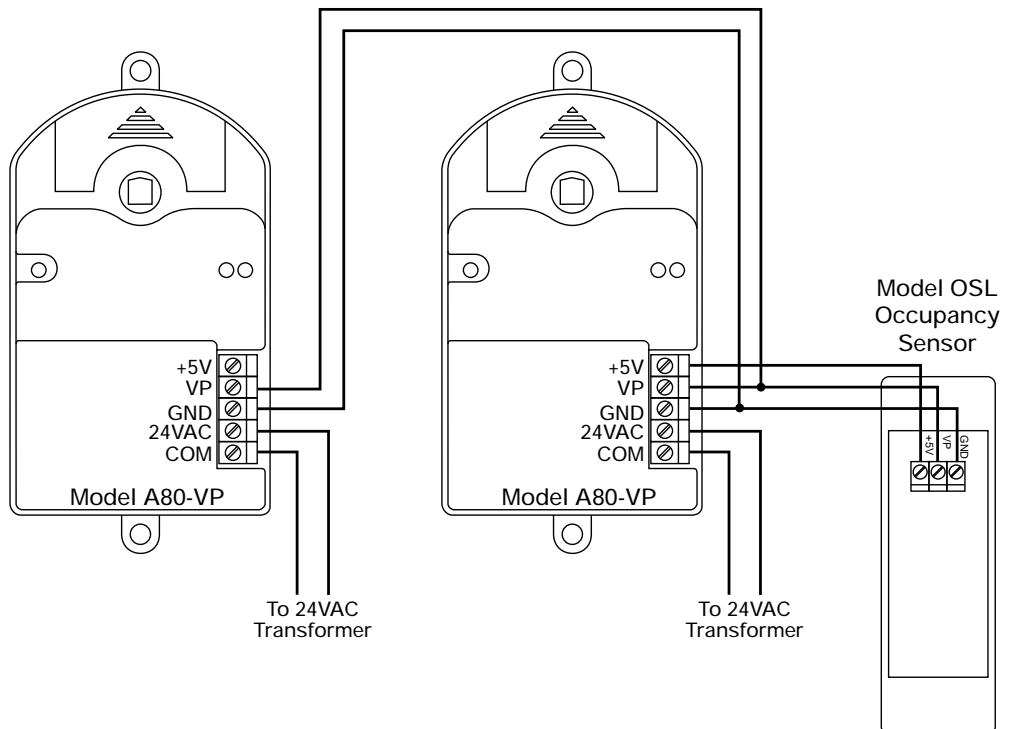 Model OSL
Occupancy
Sensor
+5V
VP
GND
24VAC
COM
Model A80-VP
To 24VAC
Transformer
+5V
VP
GND
24VAC
COM
Model A80-VP
To 24VAC
Transformer
+5V
VP
GND